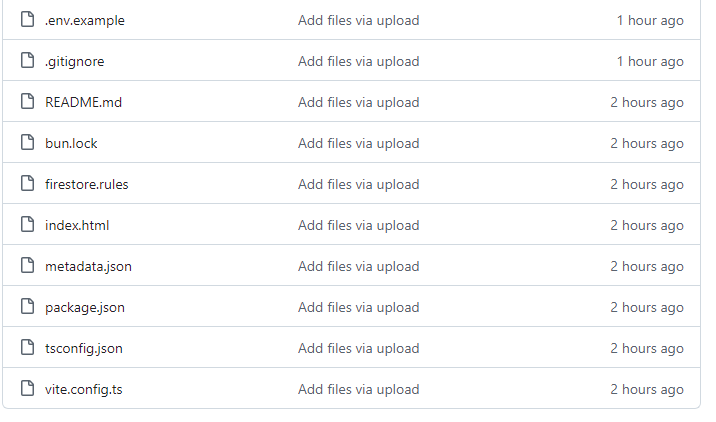 .env.example Add files via upload 1 hour ago
.gitignore Add files via upload 1 hour ago
README.md Add files via upload 2 hours ago
bun.lock Add files via upload 2 hours ago
firestore.rules Add files via upload 2 hours ago
index.html Add files via upload 2 hours ago
metadata.json Add files via upload 2 hours ago
package.json Add files via upload 2 hours ago
tsconfig.json Add files via upload 2 hours ago
vite.config.ts Add files via upload 2 hours ago